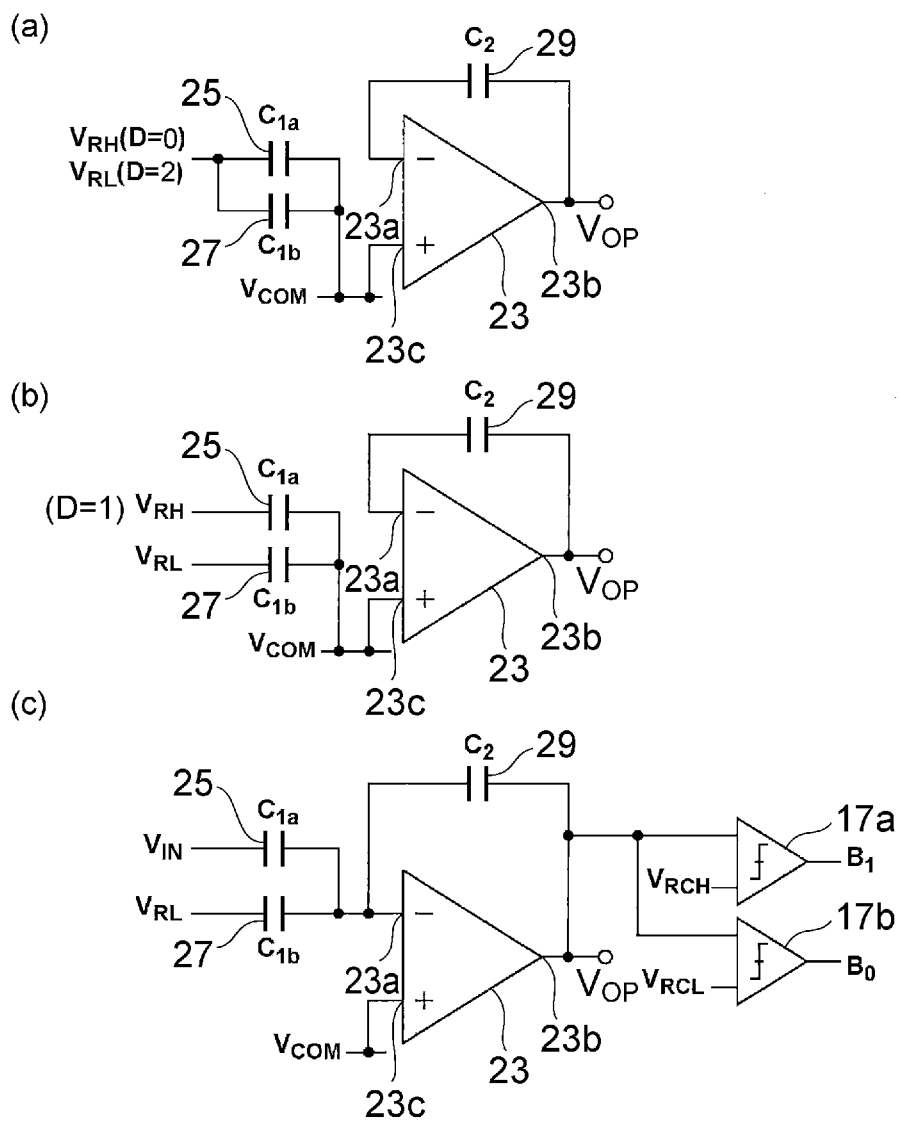 (a)
C2
29
25
C1a
VRH(D=0)
VRL(D=2)
−
23a
VOP
27
C1b
+
VCOM
23b
23
23c
(b)
C2
29
25
C1a
(D=1) VRH
−
VRL
23a
VOP
27
C1b
+
VCOM
23b
23
23c
(c)
C2
29
25
C1a
17a
VIN
B1
VRCH
VRL
−
17b
27
C1b
23a
VOP
VRCL
B0
+
VCOM
23b
23
23c